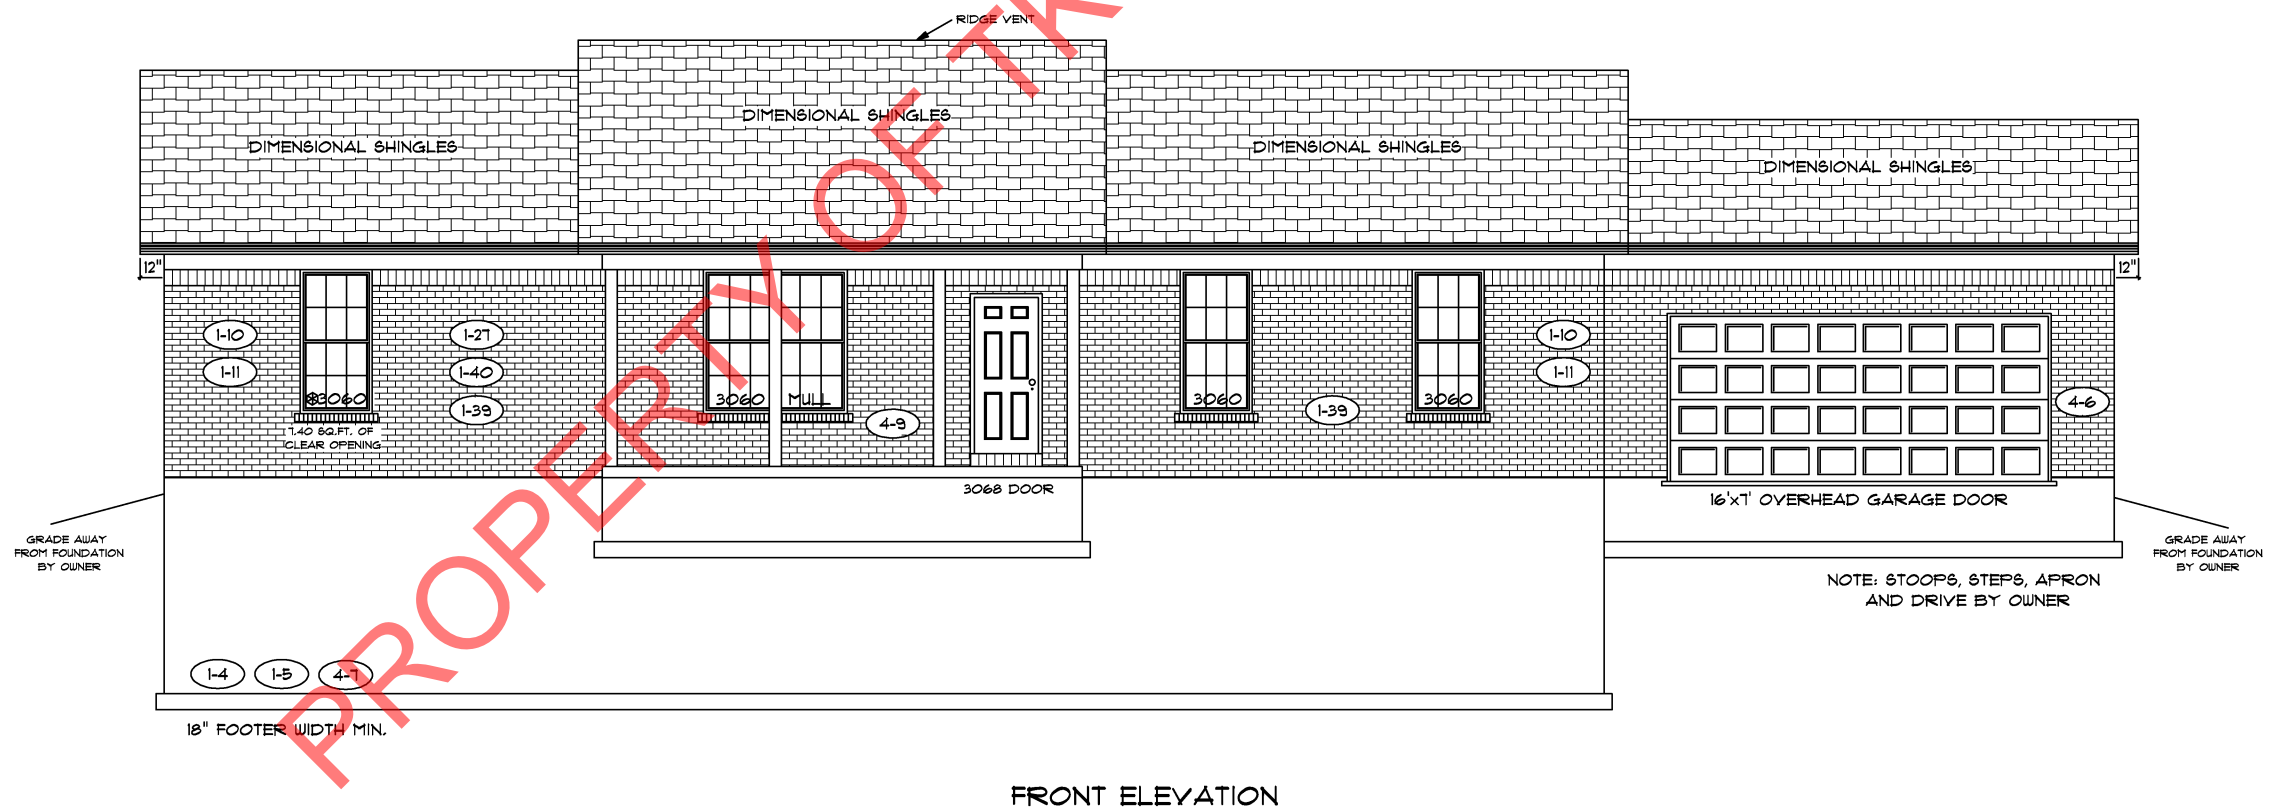 RIDGE VENT
DIMENSIONAL SHINGLES
DIMENSIONAL SHINGLES
DIMENSIONAL SHINGLES
DIMENSIONAL SHINGLES
12"
12"
1-10
1-11
1-27
1-40
1-39
3060
7.40 SQ.FT. OF
CLEAR OPENING
3060 MULL
4-9
3060
1-39
3060
1-10
1-11
4-6
3068 DOOR
16'x7' OVERHEAD GARAGE DOOR
GRADE AWAY
FROM FOUNDATION
BY OWNER
GRADE AWAY
FROM FOUNDATION
BY OWNER
NOTE: STOOPS, STEPS, APRON
AND DRIVE BY OWNER
1-4
1-5
4-7
18" FOOTER WIDTH MIN.
FRONT ELEVATION
PROPERTY OF TK